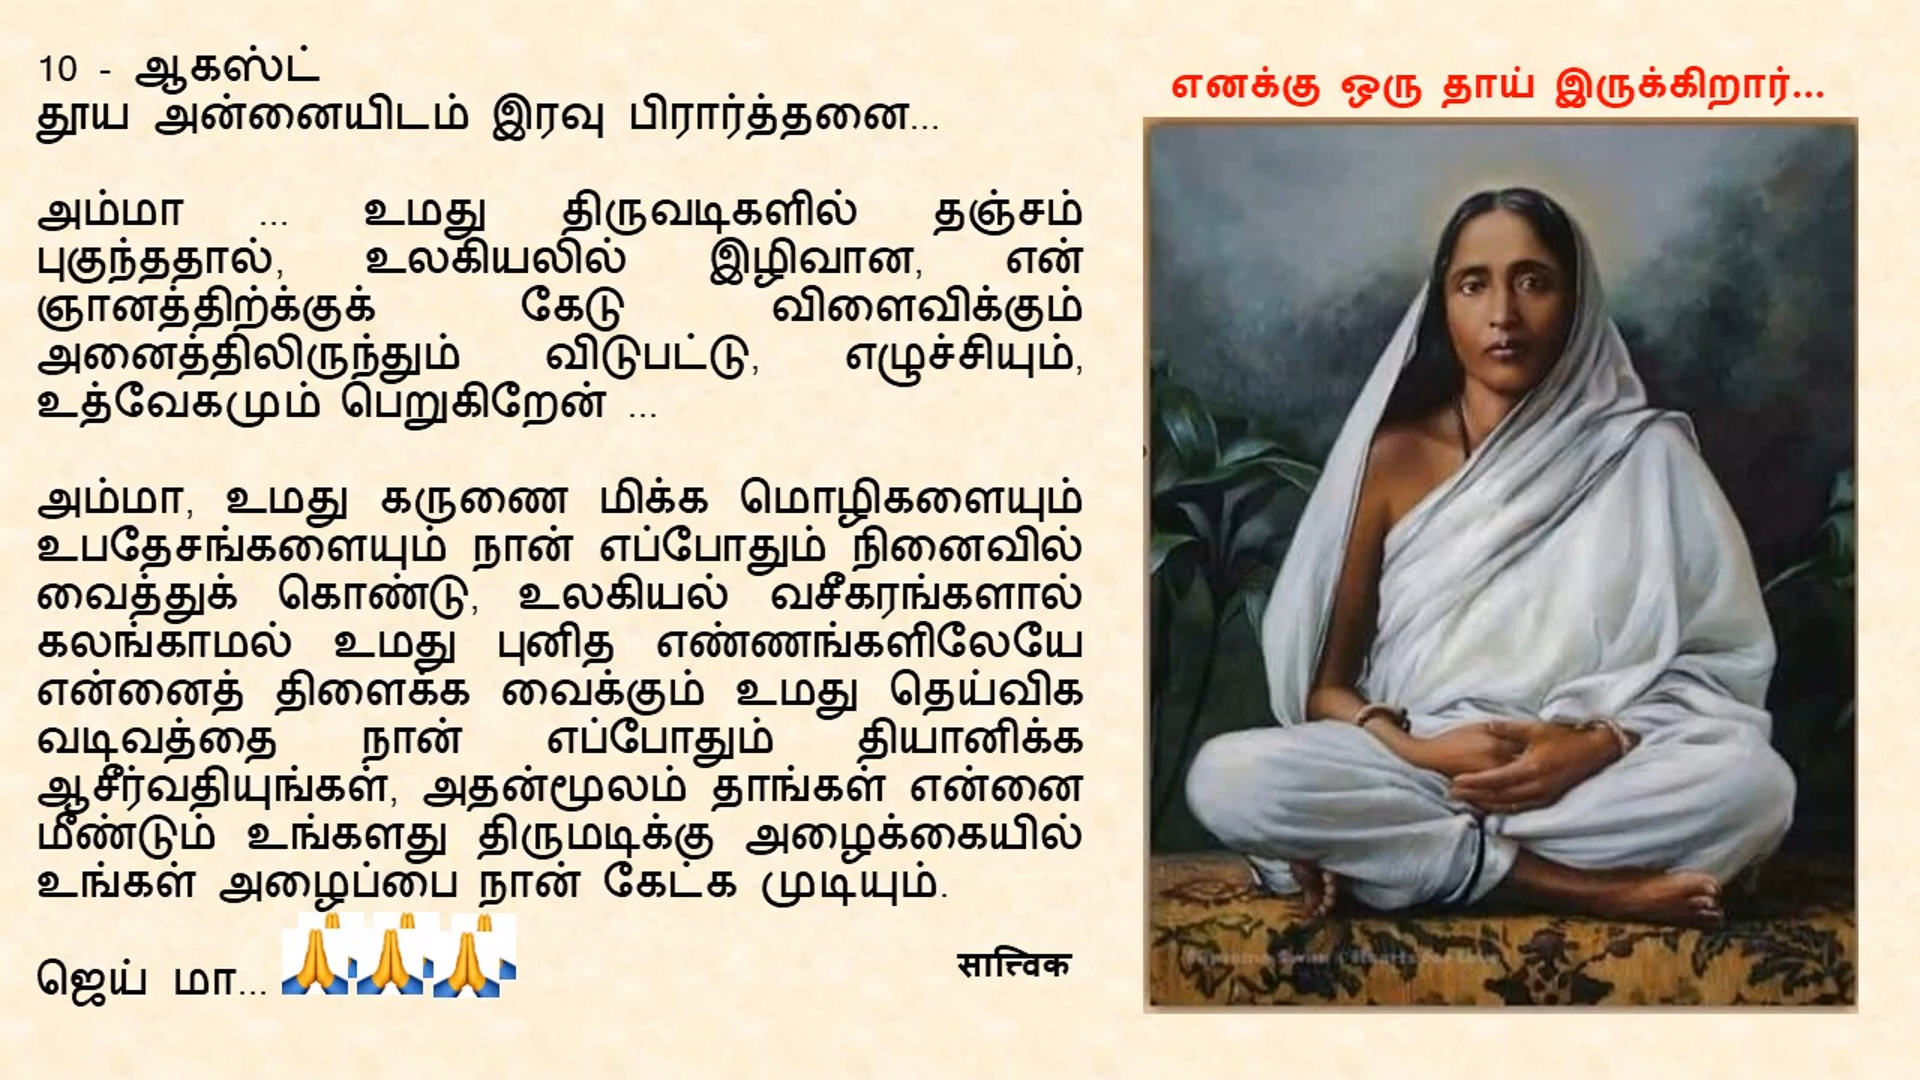 10 - ஆகஸ்ட்
தூய அன்னையிடம் இரவு பிரார்த்தனை...
அம்மா ... உமது திருவடிகளில் தஞ்சம்
புகுந்ததால், உலகியலில் இழிவான, என்
ஞானத்திற்க்குக் கேடு விளைவிக்கும்
அனைத்திலிருந்தும் விடுபட்டு, எழுச்சியும்,
உத்வேகமும் பெறுகிறேன் ...
அம்மா, உமது கருணை மிக்க மொழிகளையும்
உபதேசங்களையும் நான் எப்போதும் நினைவில்
வைத்துக் கொண்டு, உலகியல் வசீகரங்களால்
கலங்காமல் உமது புனித எண்ணங்களிலேயே
என்னைத் திளைக்க வைக்கும் உமது தெய்விக
வடிவத்தை நான் எப்போதும் தியானிக்க
ஆசீர்வதியுங்கள், அதன்மூலம் தாங்கள் என்னை
மீண்டும் உங்களது திருமடிக்கு அழைக்கையில்
உங்கள் அழைப்பை நான் கேட்க முடியும்.
ஜெய் மா...
सात्त्विक
எனக்கு ஒரு தாய் இருக்கிறார்...